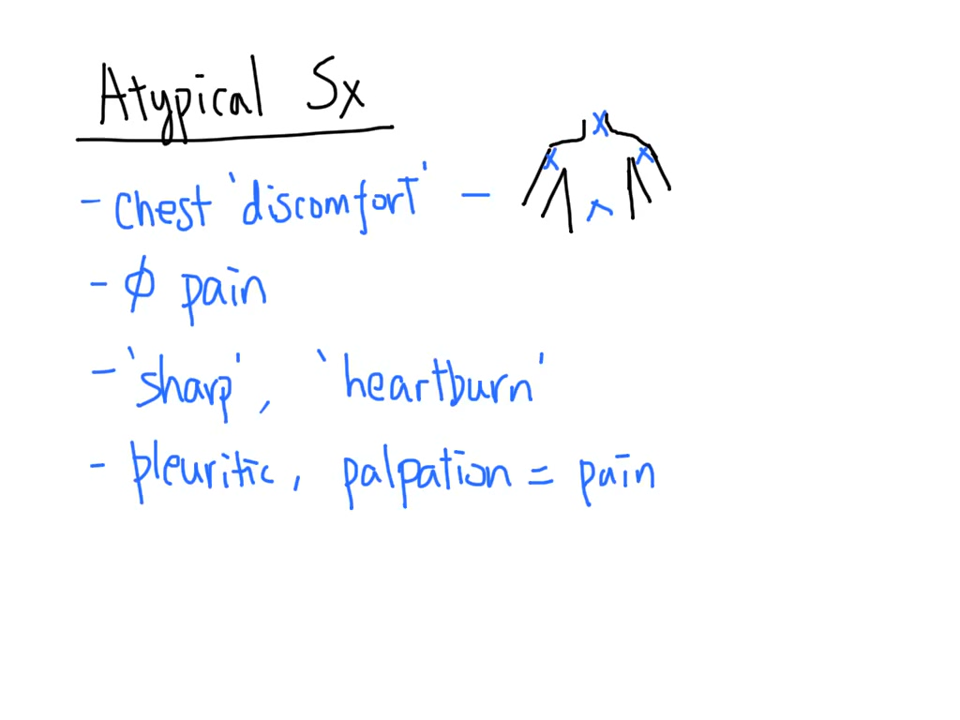 Atypical Sx
- chest 'discomfort' -
- ϕ pain
- 'sharp', 'heartburn'
- pleuritic, palpation = pain